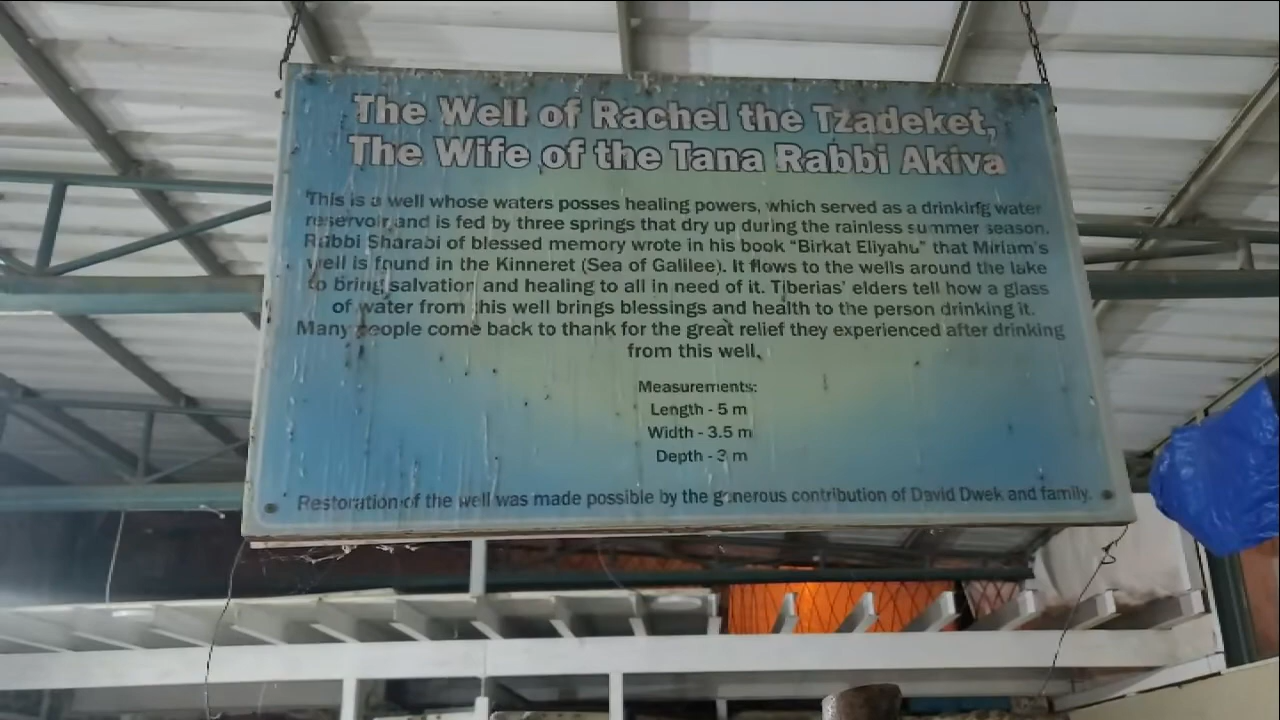 The Well of Rachel the Tzadeket,
The Wife of the Tana Rabbi Akiva
This is a well whose waters posses healing powers, which served as a drinking water
reservoir and is fed by three springs that dry up during the rainless summer season.
Rabbi Sharabi of blessed memory wrote in his book “Birkat Eliyahu” that Miriam's
well is found in the Kinneret (Sea of Galilee). It flows to the wells around the lake
to bring salvation and healing to all in need of it. Tiberias’ elders tell how a glass
of water from this well brings blessings and health to the person drinking it.
Many people come back to thank for the great relief they experienced after drinking
from this well.
Measurements:
Length - 5 m
Width - 3.5 m
Depth - 3 m
Restoration of the well was made possible by the generous contribution of David Dwek and family.